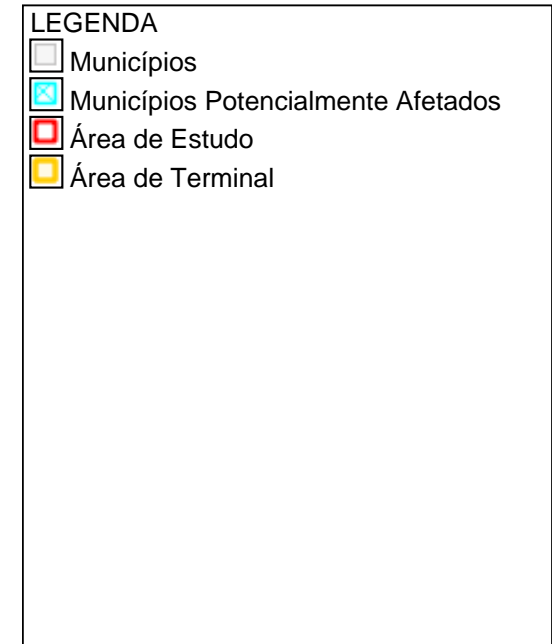 LEGENDA
Municípios
Municípios Potencialmente Afetados
Área de Estudo
Área de Terminal